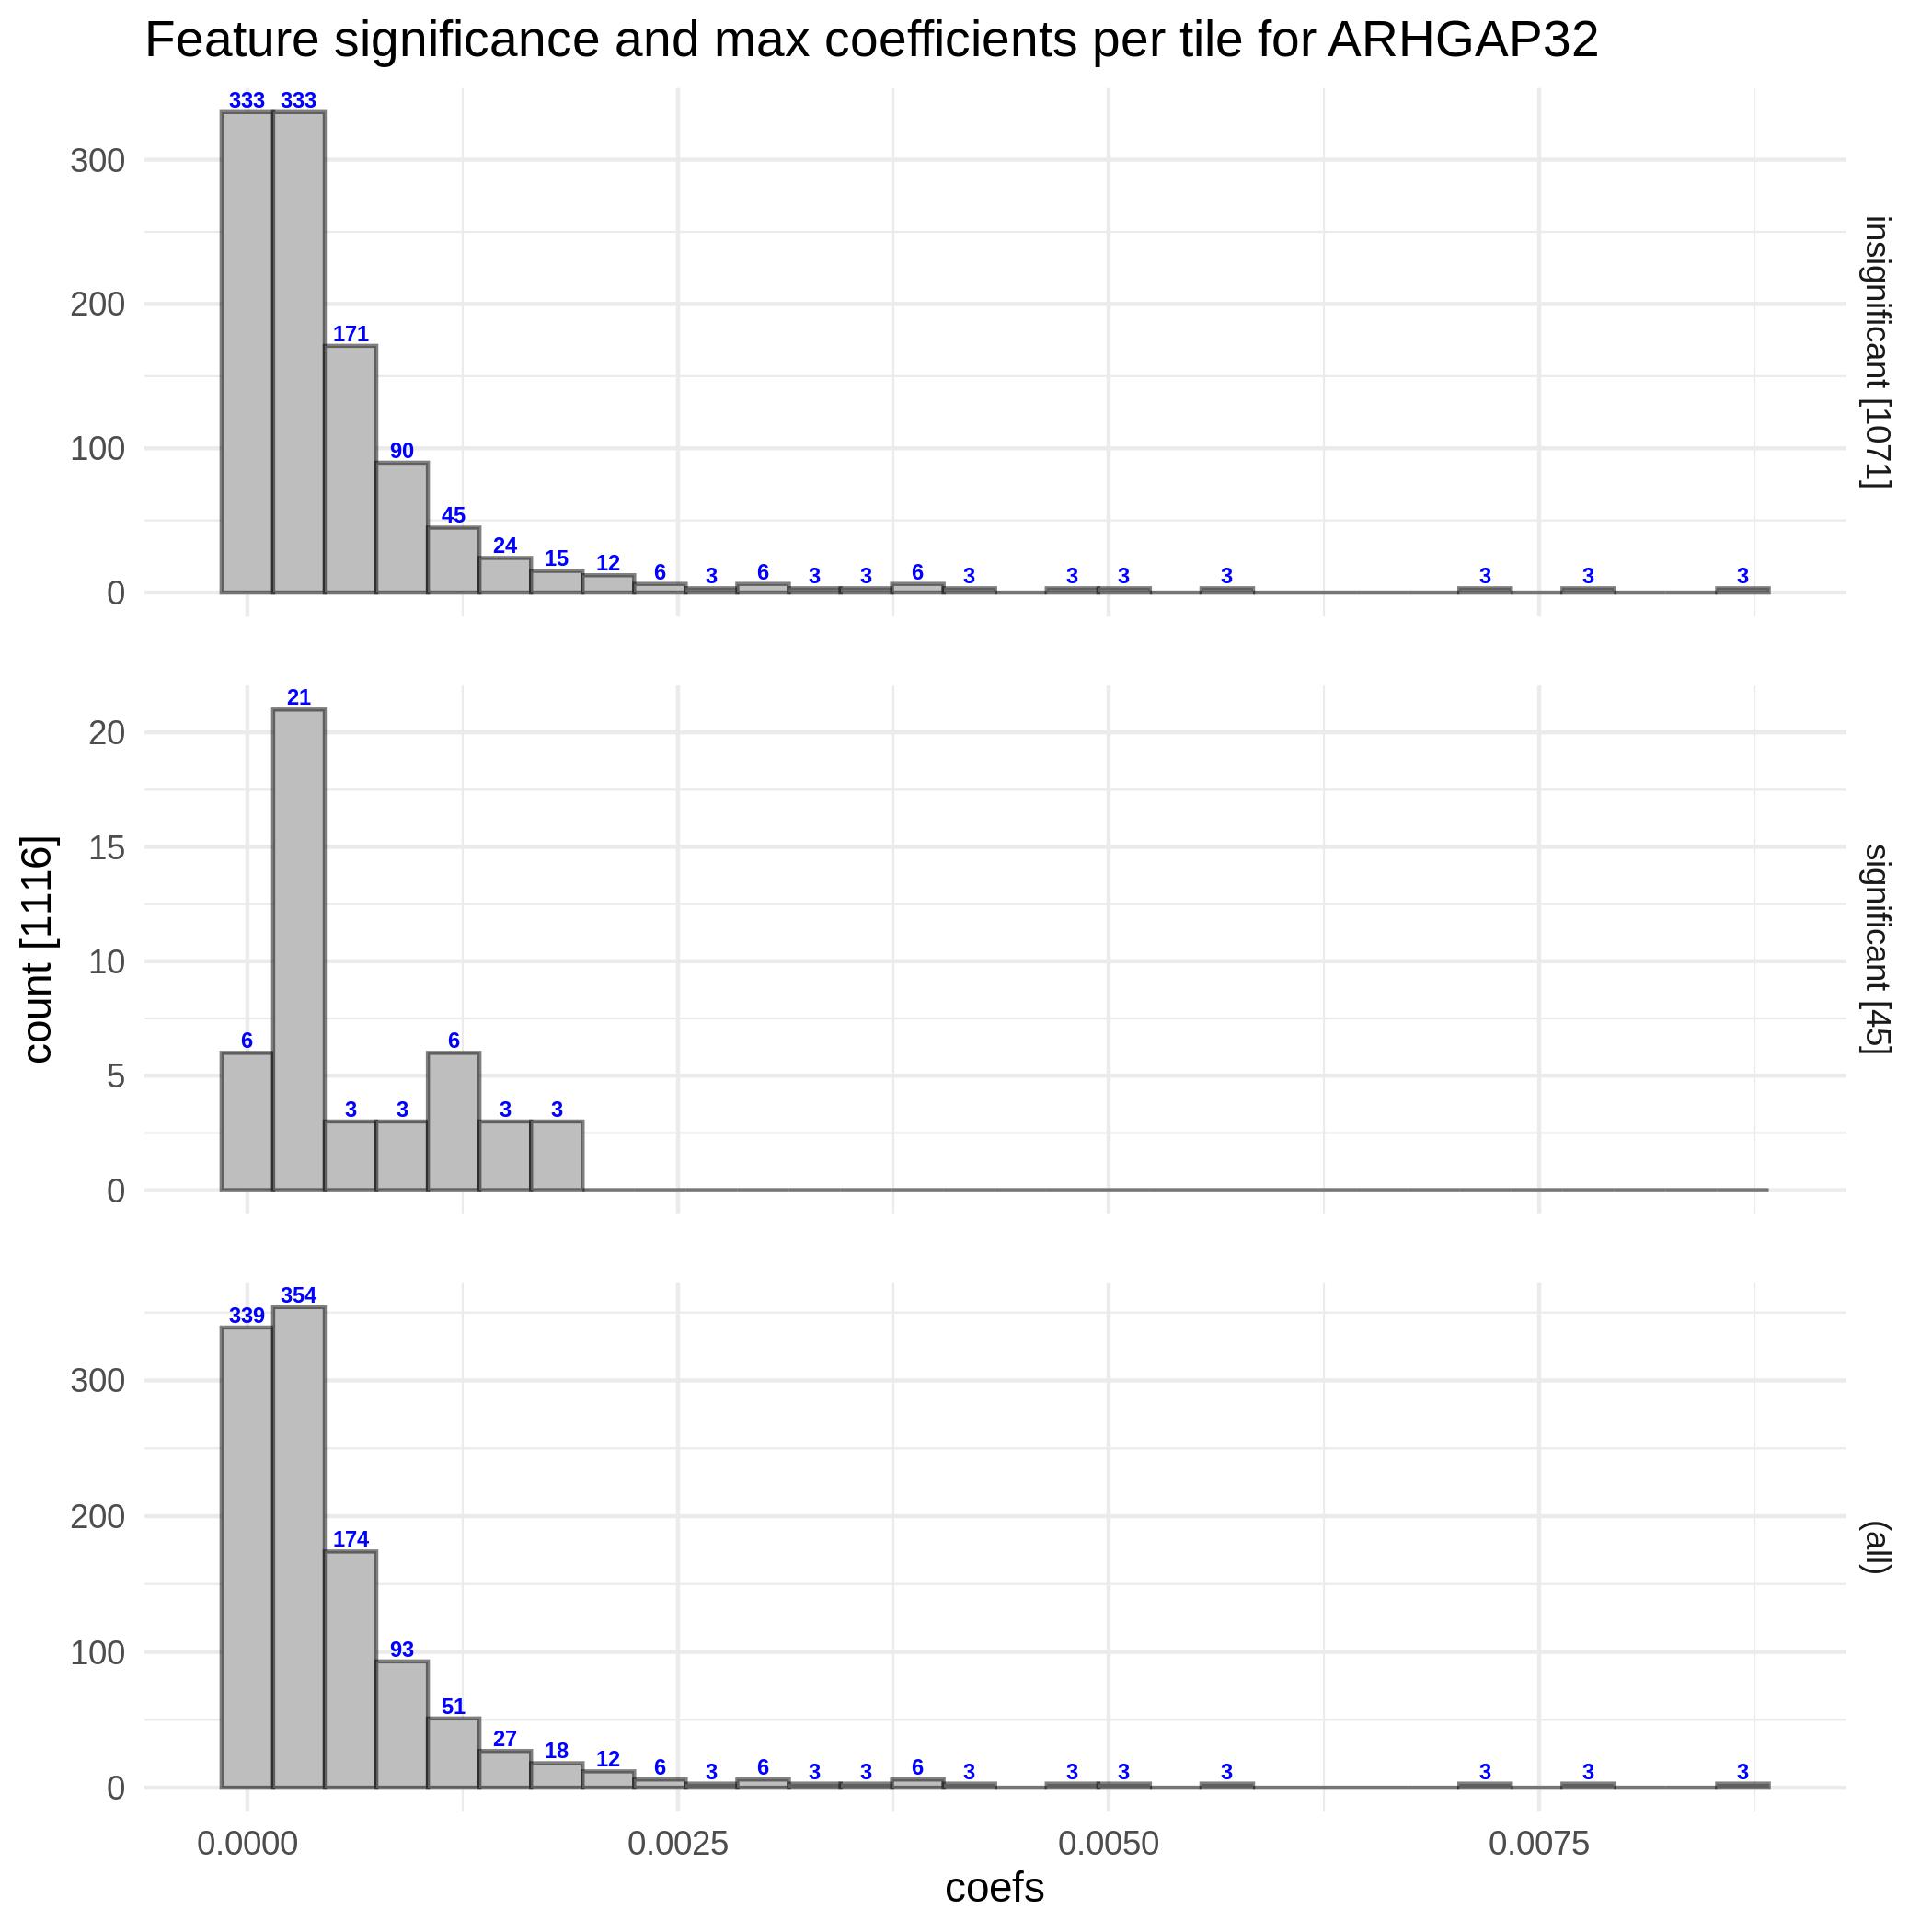 Feature significance and max coefficients per tile for ARHGAP32
333 333 171 90 45 24 15 12 6 3 6 3 3 6 3 3 3 3 3 3 3
300
200
100
0
insignificant [1071]
21 6 3 3 6 3 3
20
15
10
5
0
significant [45]
count [1116]
339 354 174 93 51 27 18 12 6 3 6 3 3 6 3 3 3 3 3 3 3
300
200
100
0
(all)
0.0000 0.0025 0.0050 0.0075
coefs